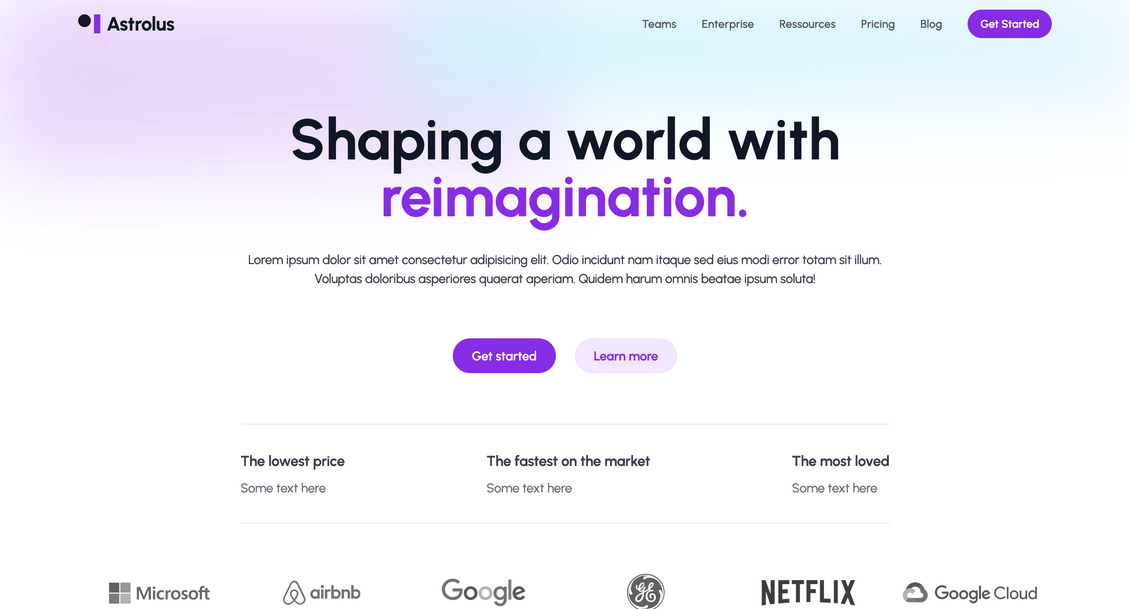 Astrolus
Teams
Enterprise
Ressources
Pricing
Blog
Get Started
Shaping a world with
reimagination.
Lorem ipsum dolor sit amet consectetur adipisicing elit. Odio incidunt nam itaque sed eius modi error totam sit illum.
Voluptas doloribus asperiores quaerat aperiam. Quidem harum omnis beatae ipsum soluta!
Get started
Learn more
The lowest price
Some text here
The fastest on the market
Some text here
The most loved
Some text here
Microsoft
airbnb
Google
GE
NETFLIX
Google Cloud